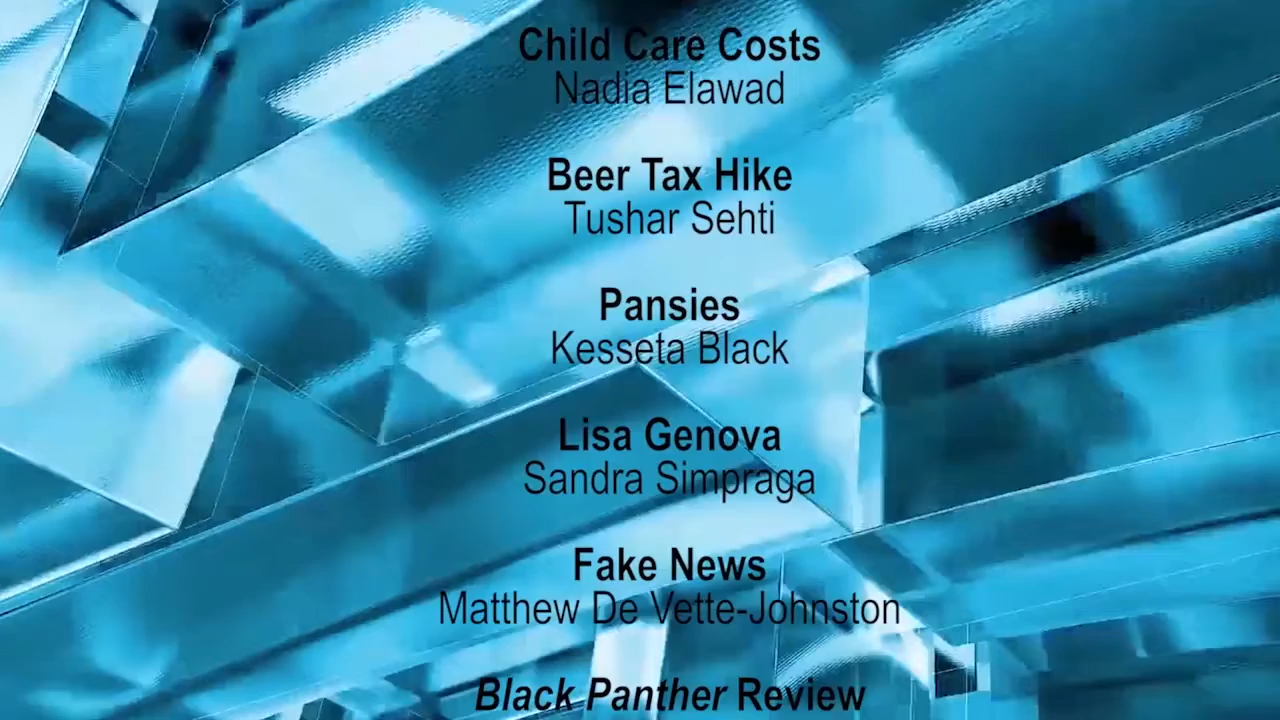 Child Care Costs
Nadia Elawad
Beer Tax Hike
Tushar Sehti
Pansies
Kesseta Black
Lisa Genova
Sandra Simpraga
Fake News
Matthew De Vette-Johnston
Black Panther Review